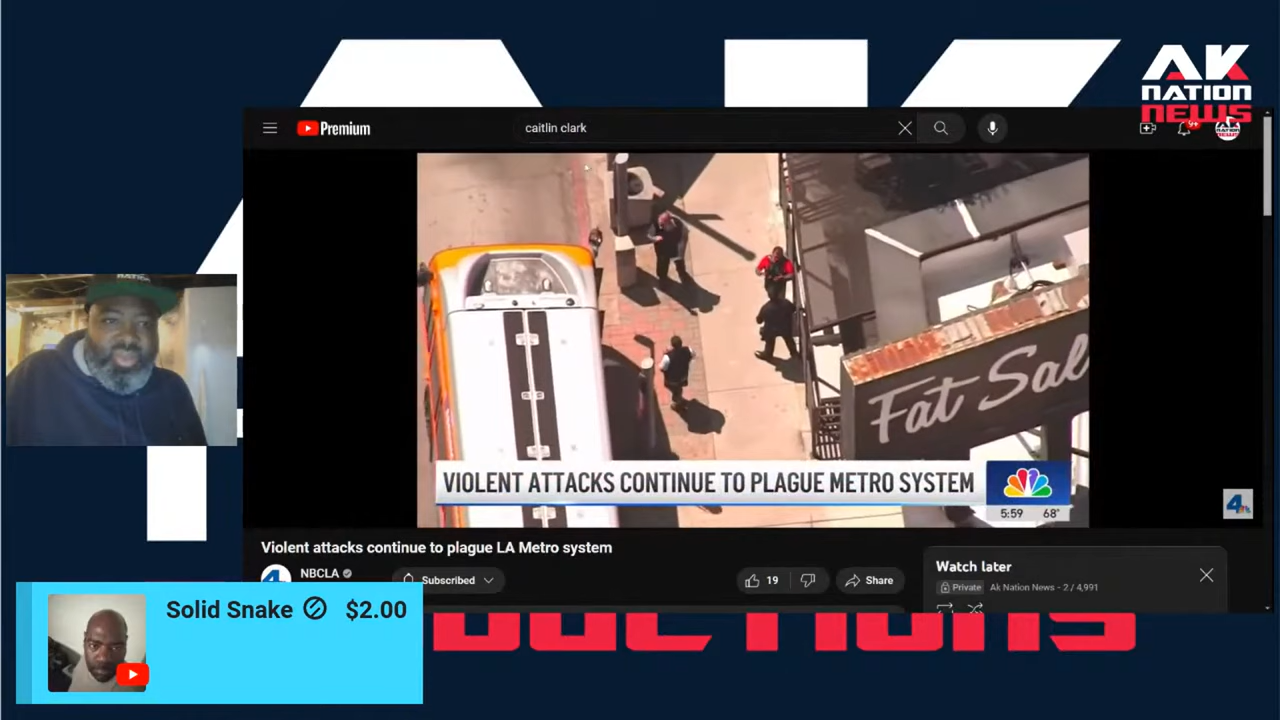 AK
NATION
NEWS
Premium
caitlin clark
9+
Fat Sal
VIOLENT ATTACKS CONTINUE TO PLAGUE METRO SYSTEM
5:59 68°
4
Violent attacks continue to plague LA Metro system
NBCLA
Subscribed
19
Share
Watch later
Private
Ak Nation News - 2 / 4,991
Solid Snake $2.00